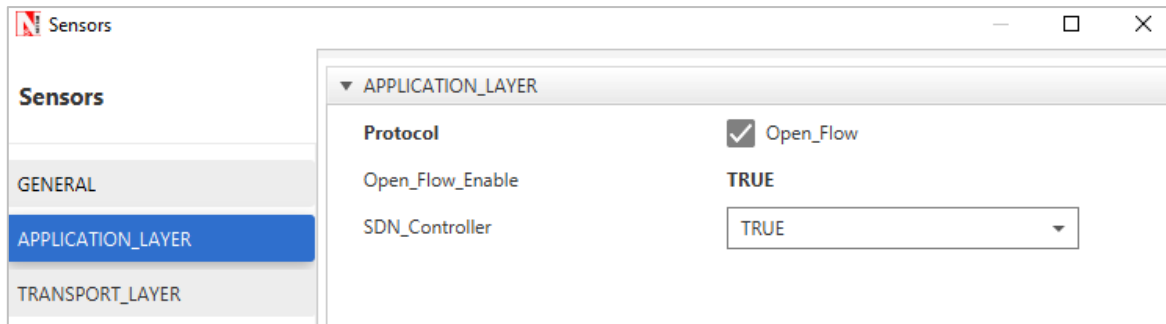 Sensors
Sensors
GENERAL
APPLICATION_LAYER
TRANSPORT_LAYER
APPLICATION_LAYER
Protocol Open_Flow
Open_Flow_Enable TRUE
SDN_Controller TRUE